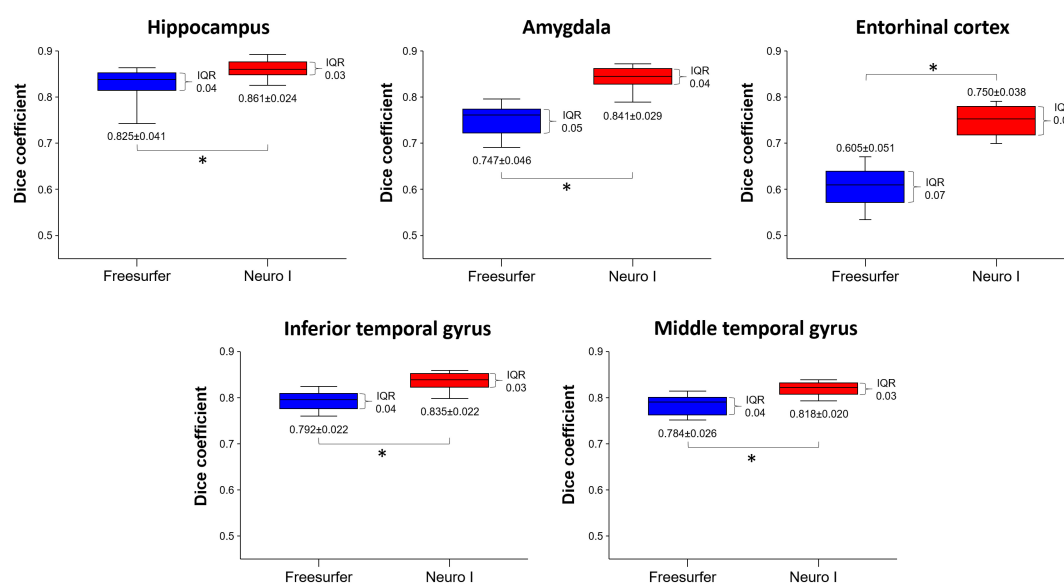 Hippocampus
Dice coefficient
0.9
0.8
0.7
0.6
0.5
IQR
0.04
0.825±0.041
IQR
0.03
0.861±0.024
*
Freesurfer
Neuro I
Amygdala
Dice coefficient
0.9
0.8
0.7
0.6
0.5
IQR
0.05
0.747±0.046
IQR
0.04
0.841±0.029
*
Freesurfer
Neuro I
Entorhinal cortex
Dice coefficient
0.9
0.8
0.7
0.6
0.5
*
0.605±0.051
IQR
0.07
0.750±0.038
Freesurfer
Neuro I
Inferior temporal gyrus
Dice coefficient
0.9
0.8
0.7
0.6
0.5
IQR
0.04
0.792±0.022
IQR
0.03
0.835±0.022
*
Freesurfer
Neuro I
Middle temporal gyrus
Dice coefficient
0.9
0.8
0.7
0.6
0.5
IQR
0.04
0.784±0.026
IQR
0.03
0.818±0.020
*
Freesurfer
Neuro I